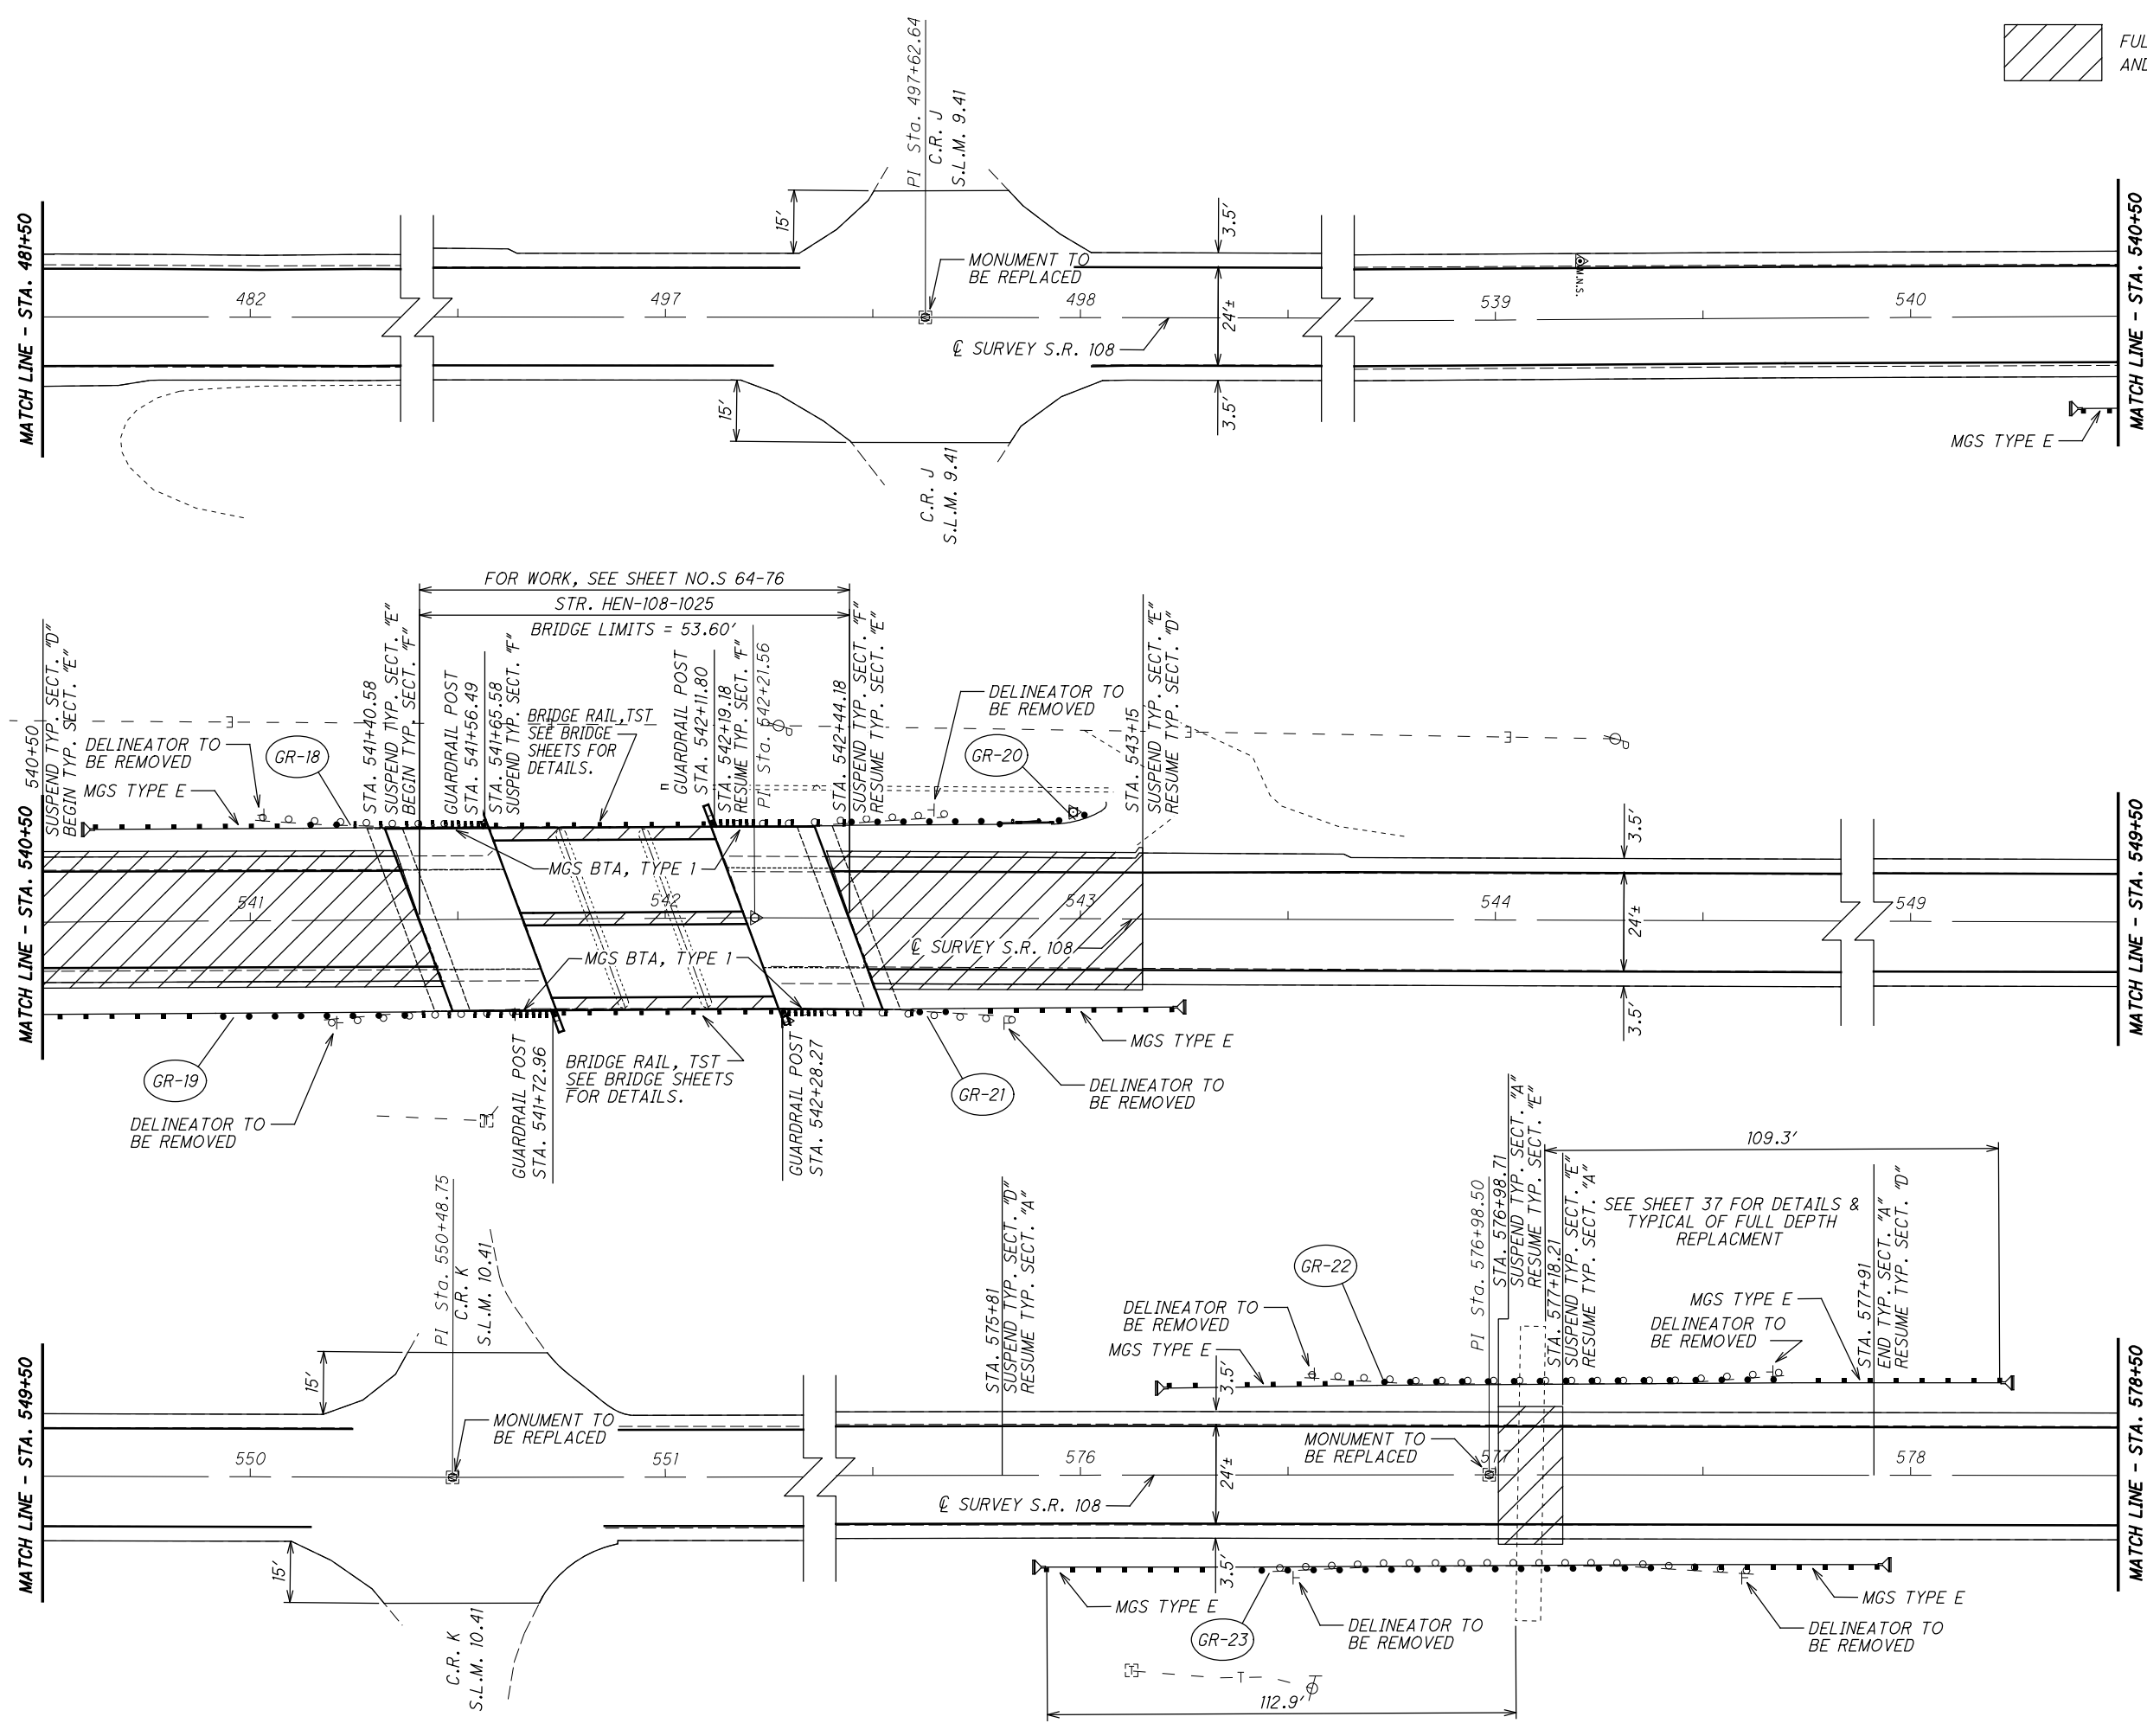 FUL
AND
MATCH LINE - STA. 481+50
482
497
15'
PI Sta. 497+62.64
C.R. J
S.L.M. 9.41
MONUMENT TO
BE REPLACED
498
3.5'
24'±
℄ SURVEY S.R. 108
15'
3.5'
C.R. J
S.L.M. 9.41
M.N.S.
539
540
MGS TYPE E
MATCH LINE - STA. 540+50
FOR WORK, SEE SHEET NO.S 64-76
STR. HEN-108-1025
BRIDGE LIMITS = 53.60'
MATCH LINE - STA. 540+50
540+50
SUSPEND TYP. SECT. "D"
BEGIN TYP. SECT. "E"
DELINEATOR TO
BE REMOVED
GR-18
MGS TYPE E
STA. 541+40.58
SUSPEND TYP. SECT. "E"
BEGIN TYP. SECT. "F"
GUARDRAIL POST
STA. 541+56.49
STA. 541+65.58
SUSPEND TYP. SECT. "F"
BRIDGE RAIL, TST
SEE BRIDGE
SHEETS FOR
DETAILS.
GUARDRAIL POST
STA. 542+11.80
STA. 542+19.18
RESUME TYP. SECT. "F"
PI Sta. 542+21.56
STA. 542+44.18
SUSPEND TYP. SECT. "F"
RESUME TYP. SECT. "E"
DELINEATOR TO
BE REMOVED
GR-20
STA. 543+15
SUSPEND TYP. SECT. "E"
RESUME TYP. SECT. "D"
MGS BTA, TYPE 1
541
542
543
544
549
℄ SURVEY S.R. 108
MGS BTA, TYPE 1
3.5'
24'±
3.5'
MATCH LINE - STA. 549+50
GR-19
DELINEATOR TO
BE REMOVED
T
GUARDRAIL POST
STA. 541+72.96
BRIDGE RAIL, TST
SEE BRIDGE SHEETS
FOR DETAILS.
GUARDRAIL POST
STA. 542+28.27
GR-21
MGS TYPE E
DELINEATOR TO
BE REMOVED
MATCH LINE - STA. 549+50
PI Sta. 550+48.75
C.R. K
S.L.M. 10.41
15'
MONUMENT TO
BE REPLACED
550
551
15'
C.R. K
S.L.M. 10.41
STA. 575+81
SUSPEND TYP. SECT. "D"
RESUME TYP. SECT. "A"
DELINEATOR TO
BE REMOVED
MGS TYPE E
GR-22
PI Sta. 576+98.50
STA. 576+98.71
SUSPEND TYP. SECT. "A"
RESUME TYP. SECT. "E"
STA. 577+18.21
SUSPEND TYP. SECT. "E"
RESUME TYP. SECT. "A"
109.3'
SEE SHEET 37 FOR DETAILS &
TYPICAL OF FULL DEPTH
REPLACMENT
MGS TYPE E
DELINEATOR TO
BE REMOVED
STA. 577+91
END TYP. SECT. "A"
RESUME TYP. SECT. "D"
3.5'
24'±
3.5'
MONUMENT TO
BE REPLACED
576
577
578
℄ SURVEY S.R. 108
MGS TYPE E
GR-23
DELINEATOR TO
BE REMOVED
MGS TYPE E
DELINEATOR TO
BE REMOVED
T
T
112.9'
MATCH LINE - STA. 578+50